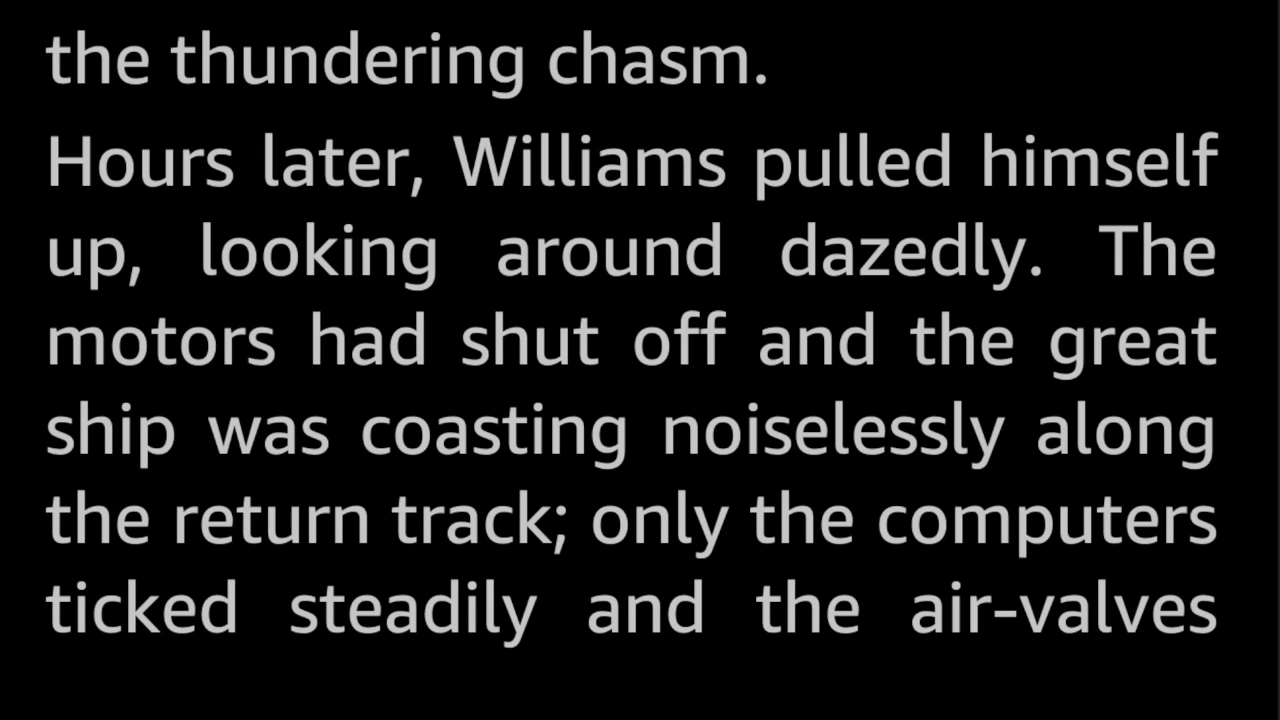 the thundering chasm.
Hours later, Williams pulled himself
up, looking around dazedly. The
motors had shut off and the great
ship was coasting noiselessly along
the return track; only the computers
ticked steadily and the air-valves